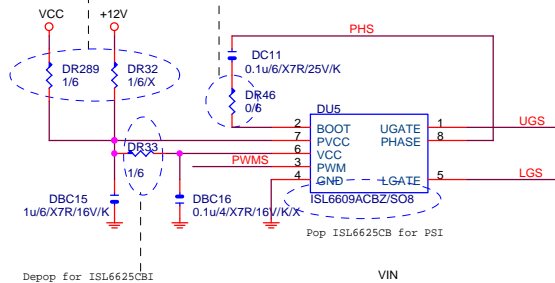 VCC
+12V
PHS
DC11
0.1u/6/X7R/25V/K
DR289
1/6
DR32
1/6/X
DR46
0/6
DU5
2
BOOT
UGATE
1
UGS
7
PVCC
PHASE
8
DR33
6
VCC
PWMS
3
PWM
1/6
4
GND
LGATE
5
LGS
DBC15
1u/6/X7R/16V/K
DBC16
0.1u/4/X7R/16V/K/X
ISL6609ACBZ/SO8
Pop ISL6625CB for PSI
Depop for ISL6625CBI
VIN